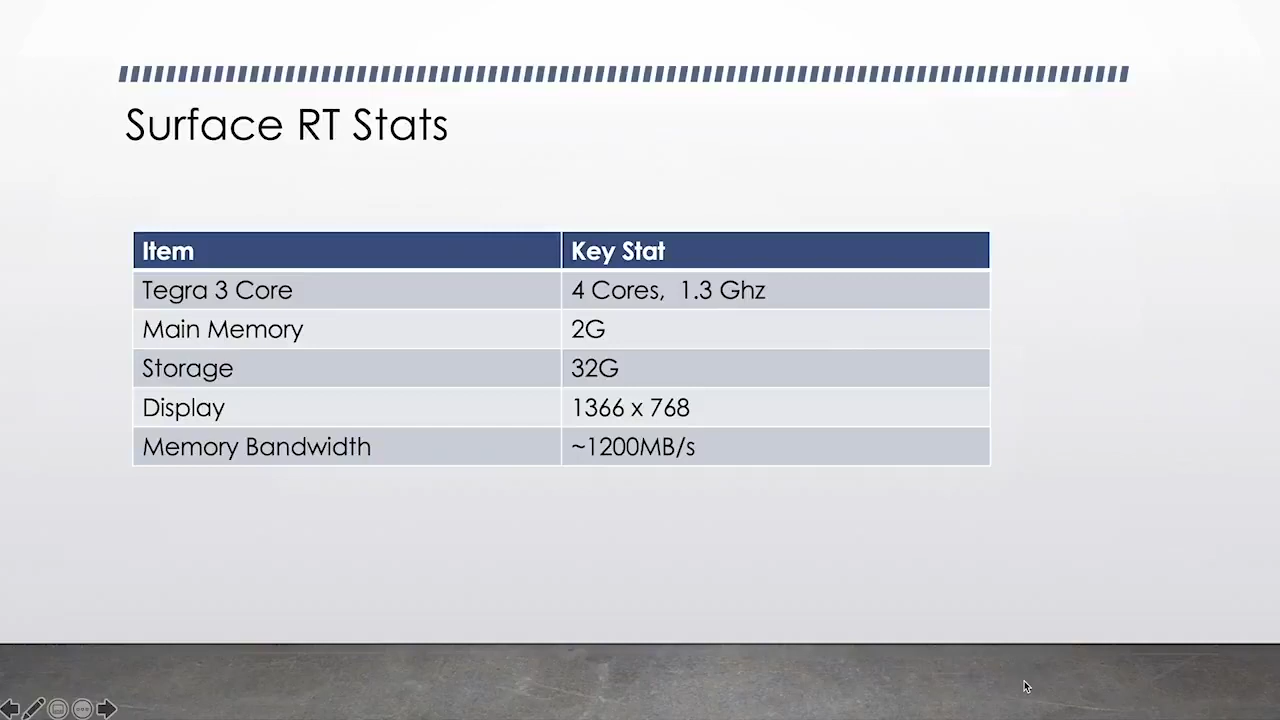 Surface RT Stats
Item Key Stat
Tegra 3 Core 4 Cores, 1.3 Ghz
Main Memory 2G
Storage 32G
Display 1366 x 768
Memory Bandwidth ~1200MB/s